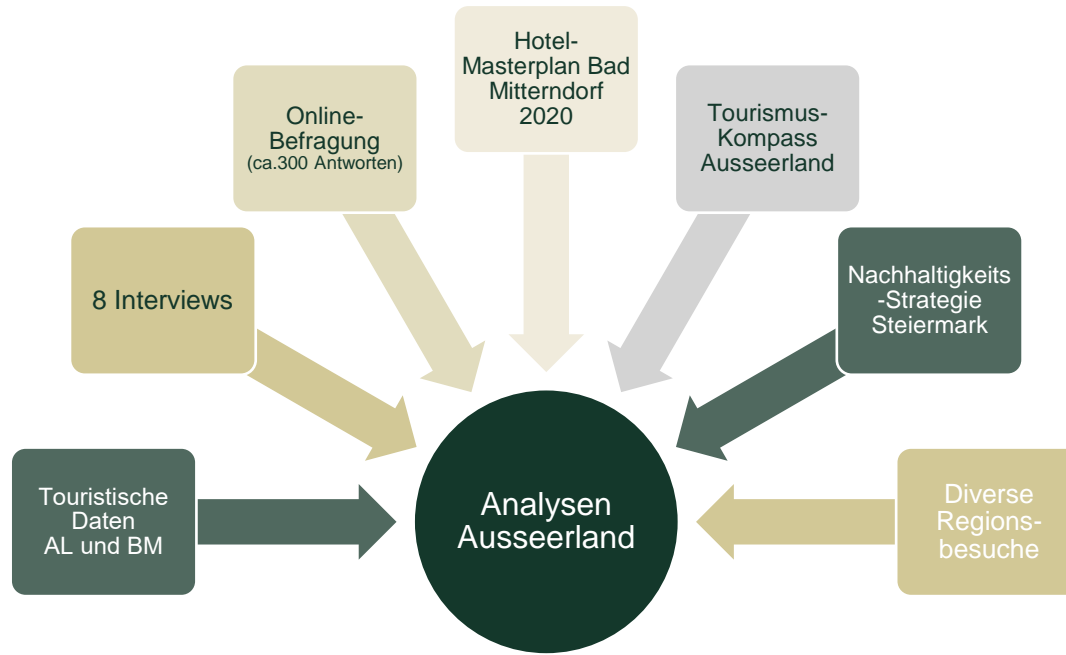 Touristische
Daten
AL und BM
8 Interviews
Online-
Befragung
(ca.300 Antworten)
Hotel-
Masterplan Bad
Mitterndorf
2020
Tourismus-
Kompass
Ausseerland
Nachhaltigkeits
-Strategie
Steiermark
Diverse
Regions-
besuche
Analysen
Ausseerland